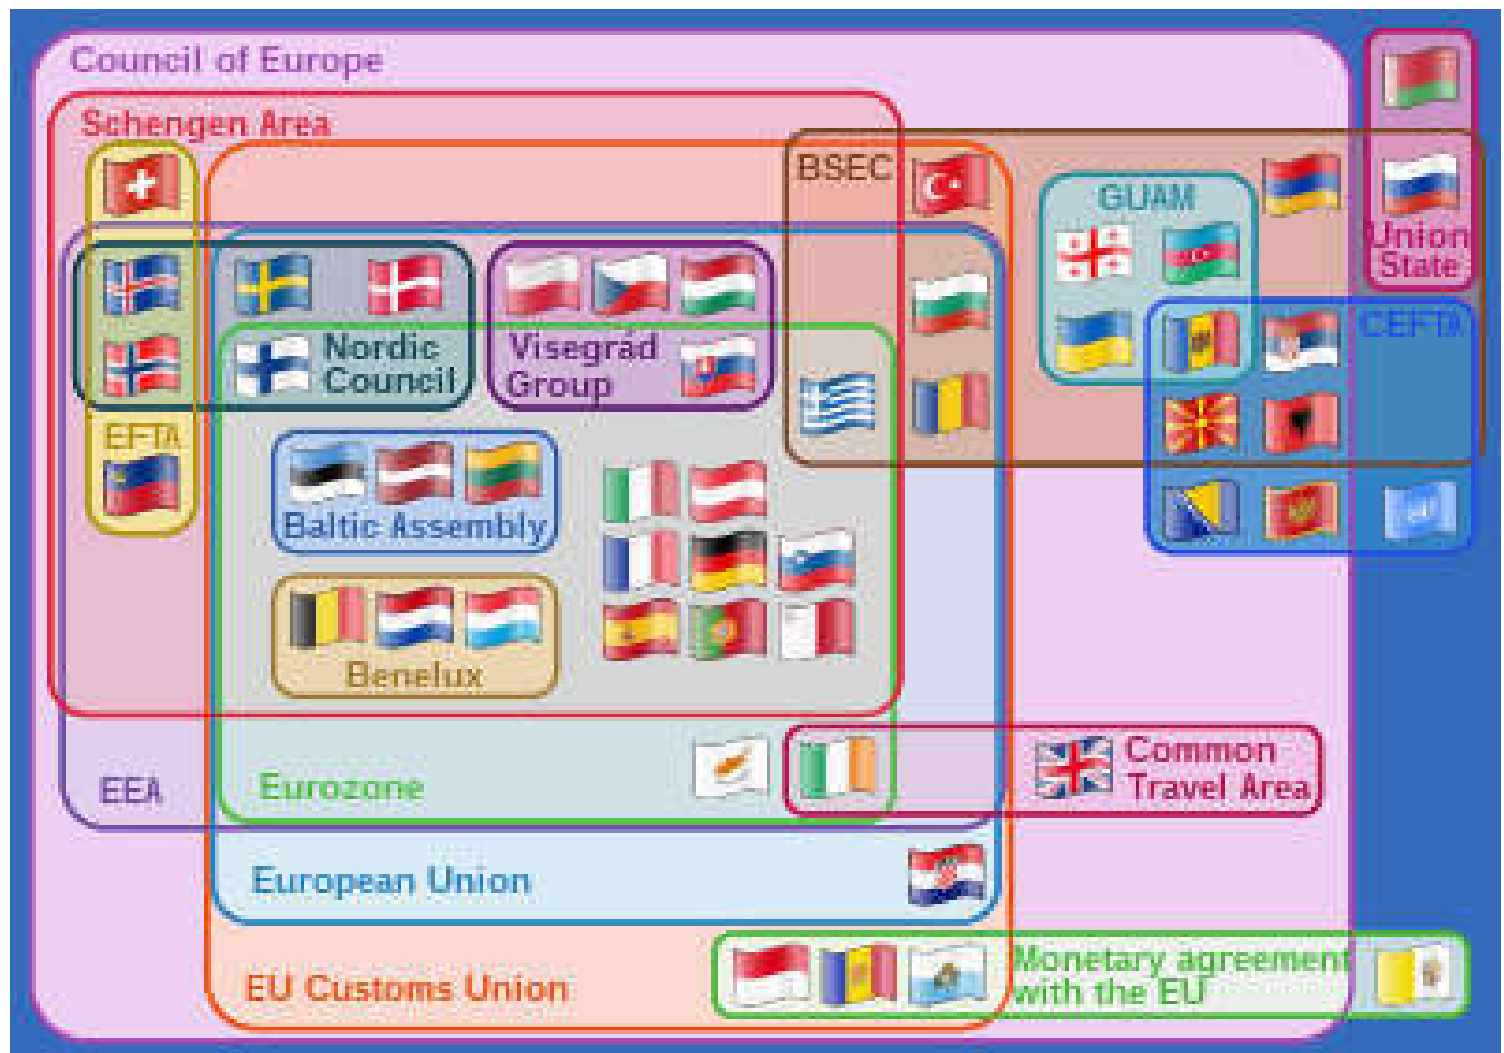 Council of Europe
Schengen Area
BSEC
GUAM
Union
State
Nordic
Council
Visegrád
Group
CEFTA
EFTA
Baltic Assembly
Benelux
Common
Travel Area
EEA
Eurozone
European Union
Monetary agreement
with the EU
EU Customs Union